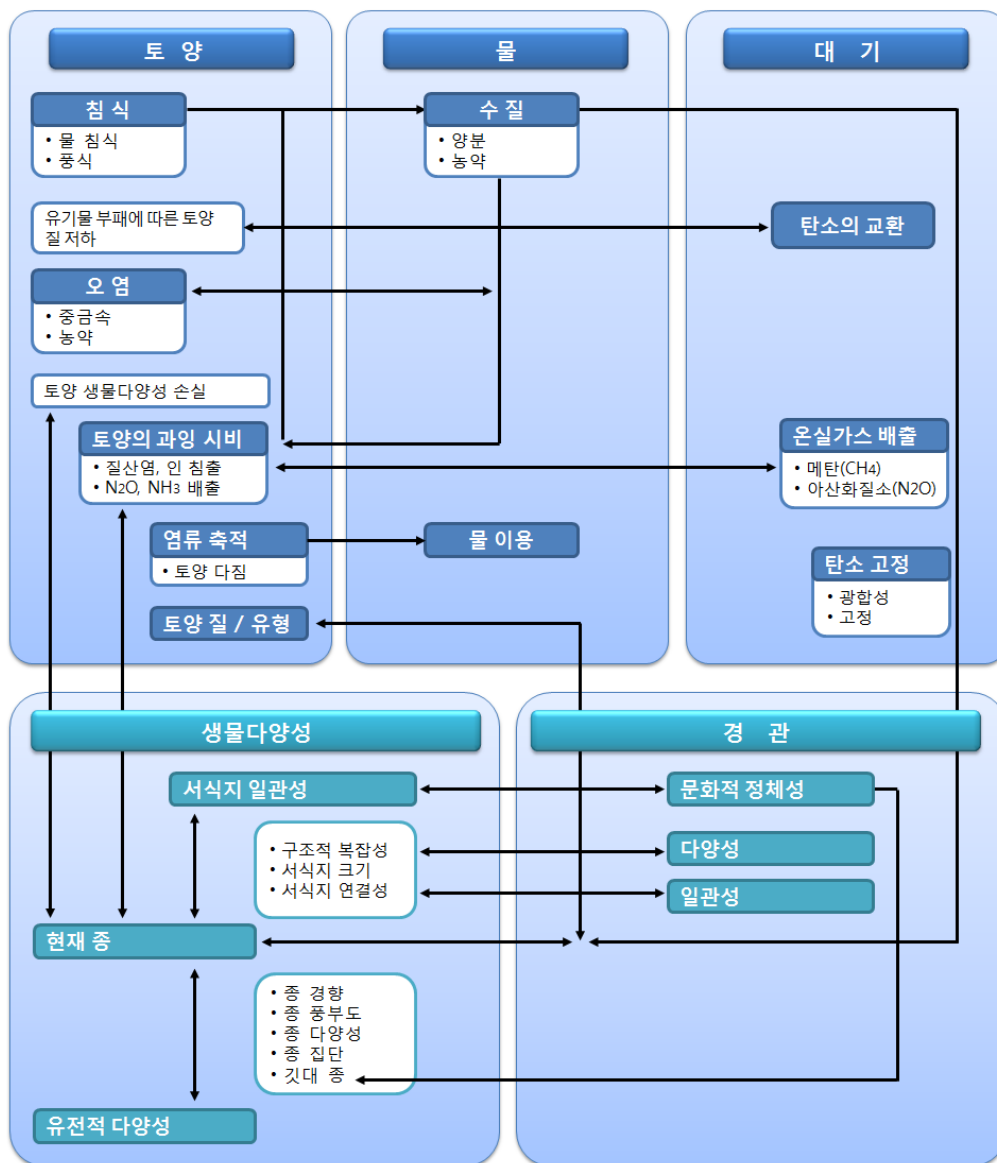 토 양
침 식
• 물 침식
• 풍식
유기물 부패에 따른 토양
질 저하
오 염
• 중금속
• 농약
토양 생물다양성 손실
토양의 과잉 시비
• 질산염, 인 침출
• N2O, NH3 배출
염류 축적
• 토양 다짐
토양 질 / 유형
물
수 질
• 양분
• 농약
물 이용
대 기
탄소의 교환
온실가스 배출
• 메탄(CH4)
• 아산화질소(N2O)
탄소 고정
• 광합성
• 고정
생물다양성
서식지 일관성
• 구조적 복잡성
• 서식지 크기
• 서식지 연결성
현재 종
• 종 경향
• 종 풍부도
• 종 다양성
• 종 집단
• 깃대 종
유전적 다양성
경 관
문화적 정체성
다양성
일관성